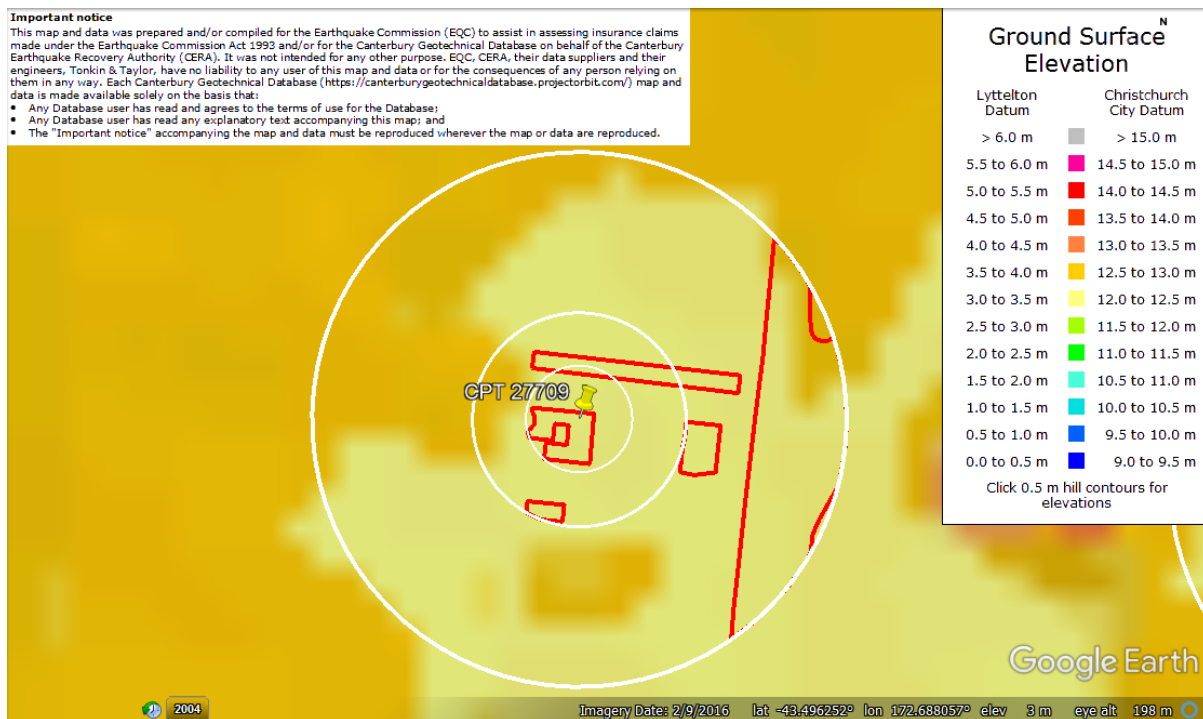 Important notice
This map and data was prepared and/or compiled for the Earthquake Commission (EQC) to assist in assessing insurance claims
made under the Earthquake Commission Act 1993 and/or for the Canterbury Geotechnical Database on behalf of the Canterbury
Earthquake Recovery Authority (CERA). It was not intended for any other purpose. EQC, CERA, their data suppliers and their
engineers, Tonkin & Taylor, have no liability to any user of this map and data or for the consequences of any person relying on
them in any way. Each Canterbury Geotechnical Database (https://canterburygeotechnicaldatabase.projectorbit.com/) map and
data is made available solely on the basis that:
• Any Database user has read and agrees to the terms of use for the Database;
• Any Database user has read any explanatory text accompanying this map; and
• The "Important notice" accompanying the map and data must be reproduced wherever the map or data are reproduced.
N
Ground Surface
Elevation
Lyttelton Christchurch
Datum City Datum
> 6.0 m > 15.0 m
5.5 to 6.0 m 14.5 to 15.0 m
5.0 to 5.5 m 14.0 to 14.5 m
4.5 to 5.0 m 13.5 to 14.0 m
4.0 to 4.5 m 13.0 to 13.5 m
3.5 to 4.0 m 12.5 to 13.0 m
3.0 to 3.5 m 12.0 to 12.5 m
2.5 to 3.0 m 11.5 to 12.0 m
2.0 to 2.5 m 11.0 to 11.5 m
1.5 to 2.0 m 10.5 to 11.0 m
1.0 to 1.5 m 10.0 to 10.5 m
0.5 to 1.0 m 9.5 to 10.0 m
0.0 to 0.5 m 9.0 to 9.5 m
Click 0.5 m hill contours for
elevations
CPT 27709
Google Earth
2004
Imagery Date: 2/9/2016 lat -43.496252° lon 172.688057° elev 3 m eye alt 198 m